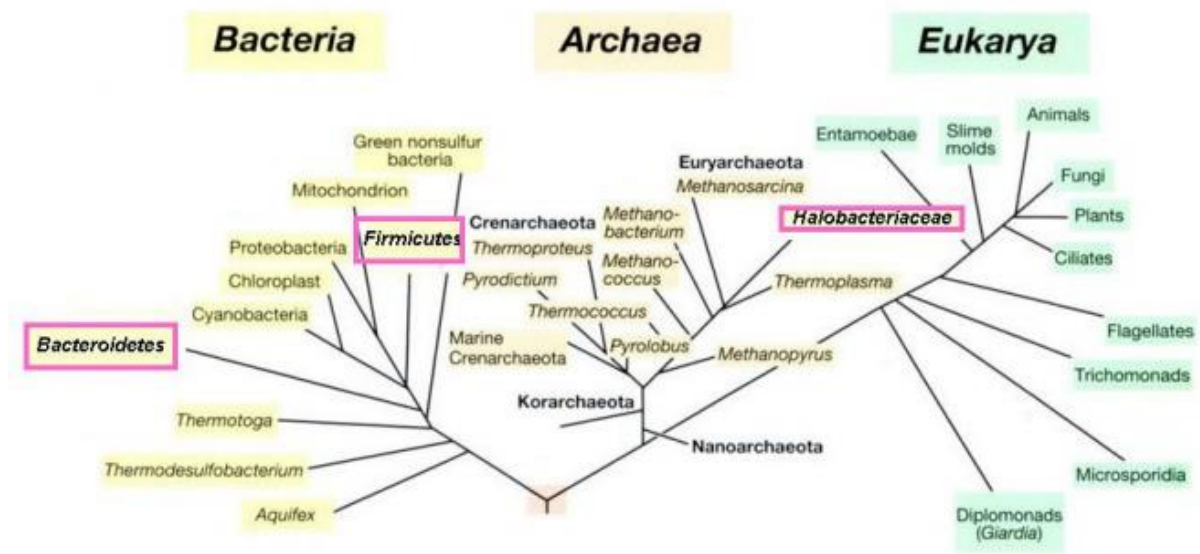 Bacteria
Archaea
Eukarya
Green nonsulfur
bacteria
Mitochondrion
Firmicutes
Proteobacteria
Chloroplast
Cyanobacteria
Bacteroidetes
Thermotoga
Thermodesulfobacterium
Aquifex
Crenarchaeota
Thermoproteus
Pyrodictium
Thermococcus
Marine
Crenarchaeota
Pyrolobus
Korarchaeota
Nanoarchaeota
Euryarchaeota
Methanosarcina
Methano-
bacterium
Methano-
coccus
Halobacteriaceae
Thermoplasma
Methanopyrus
Entamoebae
Slime
molds
Animals
Fungi
Plants
Ciliates
Flagellates
Trichomonads
Microsporidia
Diplomonads
(Giardia)